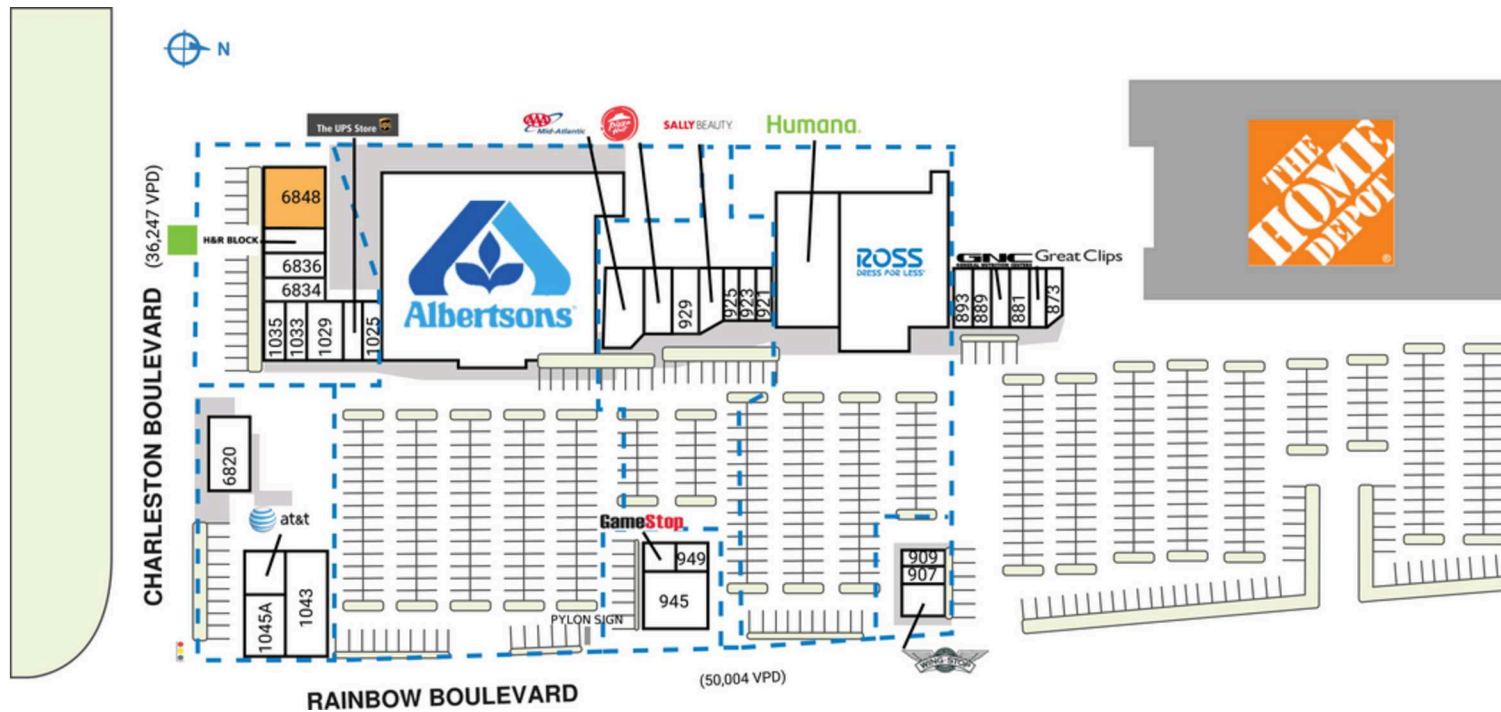 N
The UPS Store
AAA
Mid-Atlantic
Pizza Hut
SALLY BEAUTY
Humana.
THE HOME DEPOT
CHARLESTON BOULEVARD
(36,247 VPD)
6848
H&R BLOCK
6836
6834
1035
1033
1029
1025
Albertsons
929
925
923
921
ROSS
DRESS FOR LESS
GNC
GENERAL NUTRITION CENTERS
Great Clips
893
889
881
873
6820
at&t
1045A
1043
GameStop
949
945
PYLON SIGN
909
907
WING STOP
(50,004 VPD)
RAINBOW BOULEVARD